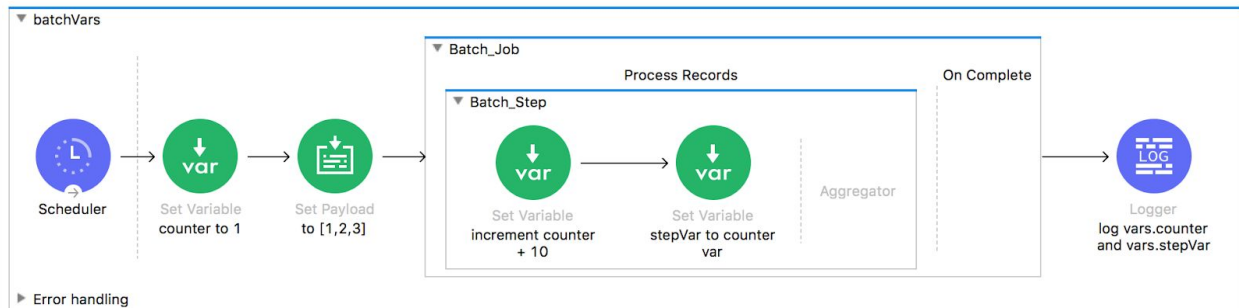 batchVars
Batch_Job
Process Records
On Complete
Batch_Step
var
var
var
LOG
Scheduler
Set Variable
counter to 1
Set Payload
to [1,2,3]
Set Variable
increment counter
+ 10
Set Variable
stepVar to counter
var
Aggregator
Logger
log vars.counter
and vars.stepVar
Error handling